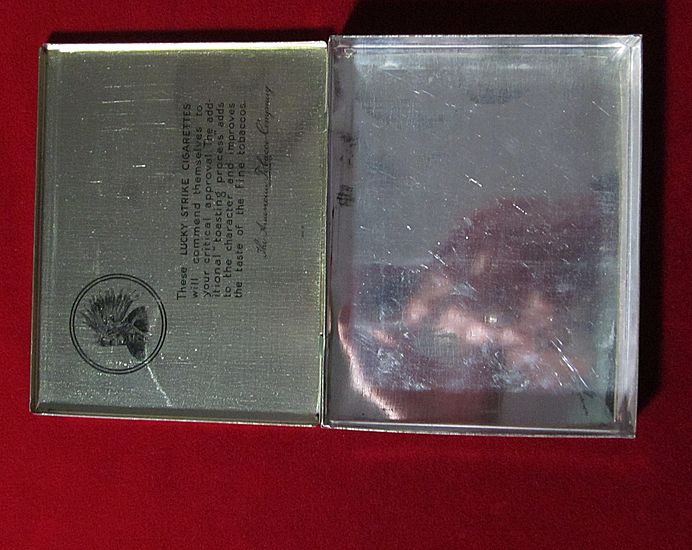 These LUCKY STRIKE CIGARETTES
will commend themselves to
your critical approval. The add-
itional "toasting" process adds
to the character and improves
the taste of the fine tobaccos.
The American Tobacco Company